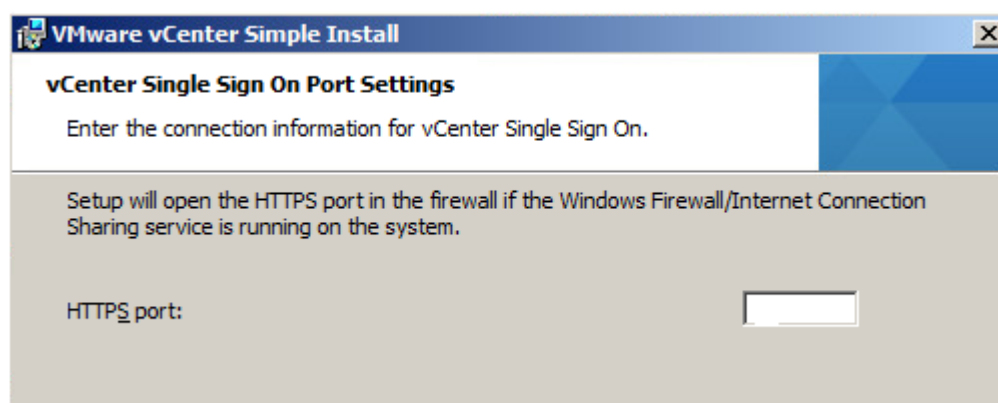 VMware vCenter Simple Install
vCenter Single Sign On Port Settings
Enter the connection information for vCenter Single Sign On.
Setup will open the HTTPS port in the firewall if the Windows Firewall/Internet Connection
Sharing service is running on the system.
HTTPS port: